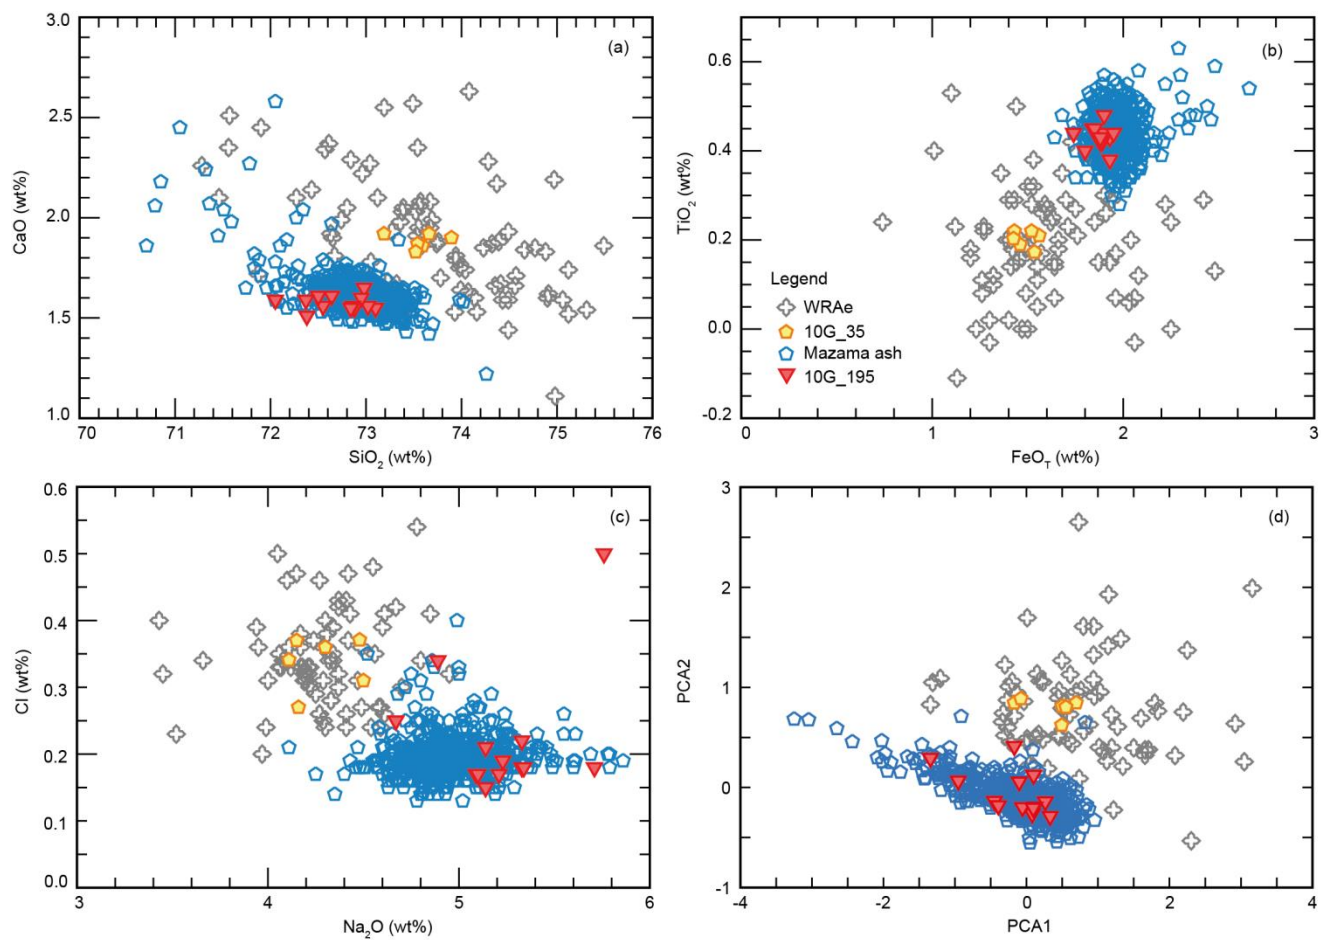 (a)
3.0
2.5
2.0
1.5
1.0
CaO (wt%)
70 71 72 73 74 75 76
SiO₂ (wt%)
(b)
0.6
0.4
0.2
0.0
-0.2
TiO₂ (wt%)
Legend
WRAe
10G_35
Mazama ash
10G_195
0 1 2 3
FeO_T (wt%)
(c)
0.6
0.5
0.4
0.3
0.2
0.1
0.0
Cl (wt%)
3 4 5 6
Na₂O (wt%)
(d)
3
2
1
0
-1
PCA2
-4 -2 0 2 4
PCA1